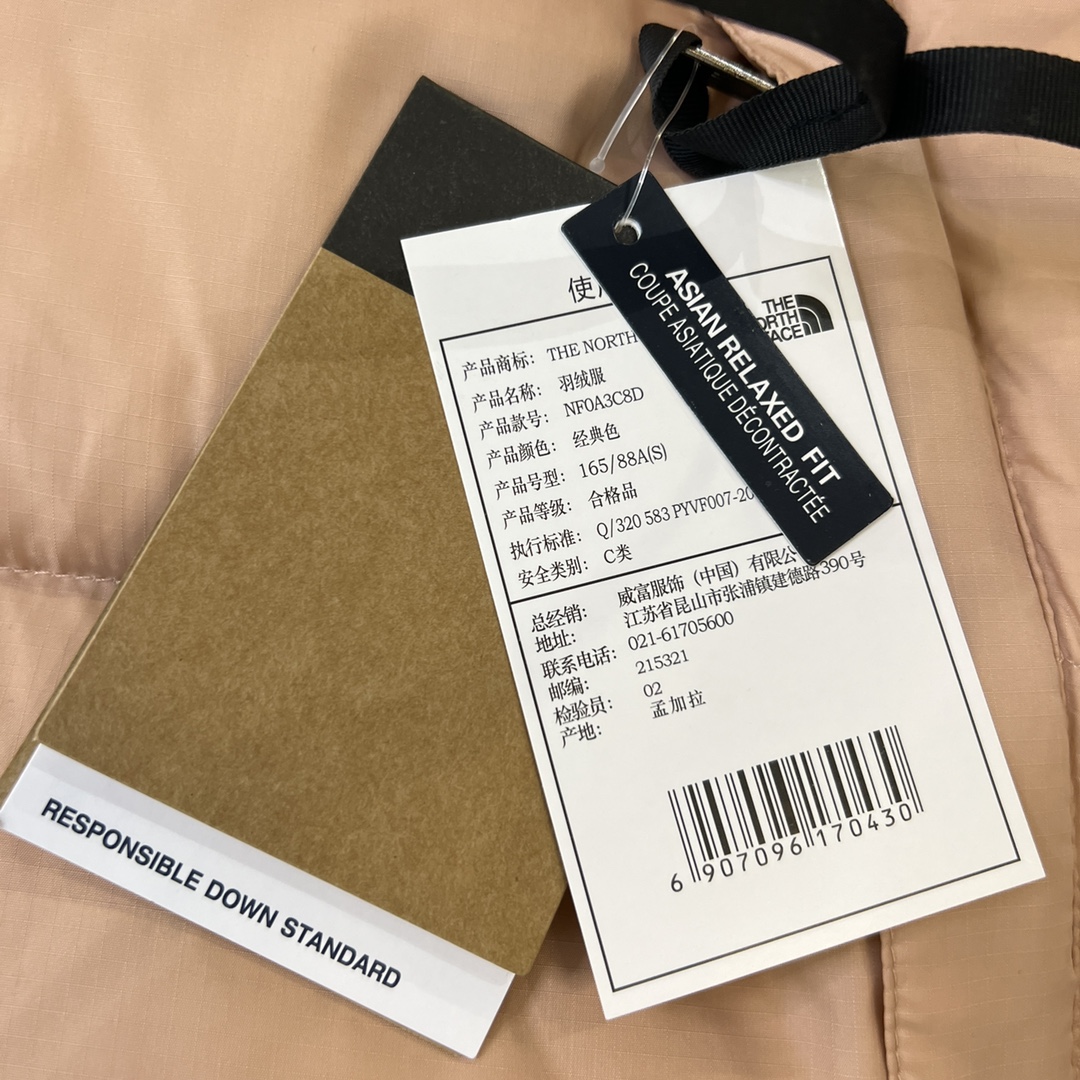 使
THE
NORTH
FACE
产品商标: THE NORTH
产品名称: 羽绒服
产品款号: NF0A3C8D
产品颜色: 经典色
产品号型: 165/88A(S)
产品等级: 合格品
执行标准: Q/320 583 PYVF007-20
安全类别: C类
总经销: 威富服饰（中国）有限公
地址: 江苏省昆山市张浦镇建德路390号
联系电话: 021-61705600
邮编: 215321
检验员: 02
产地: 孟加拉
6 907096 170430
ASIAN RELAXED FIT
COUPE ASIATIQUE DÉCONTRACTÉE
RESPONSIBLE DOWN STANDARD